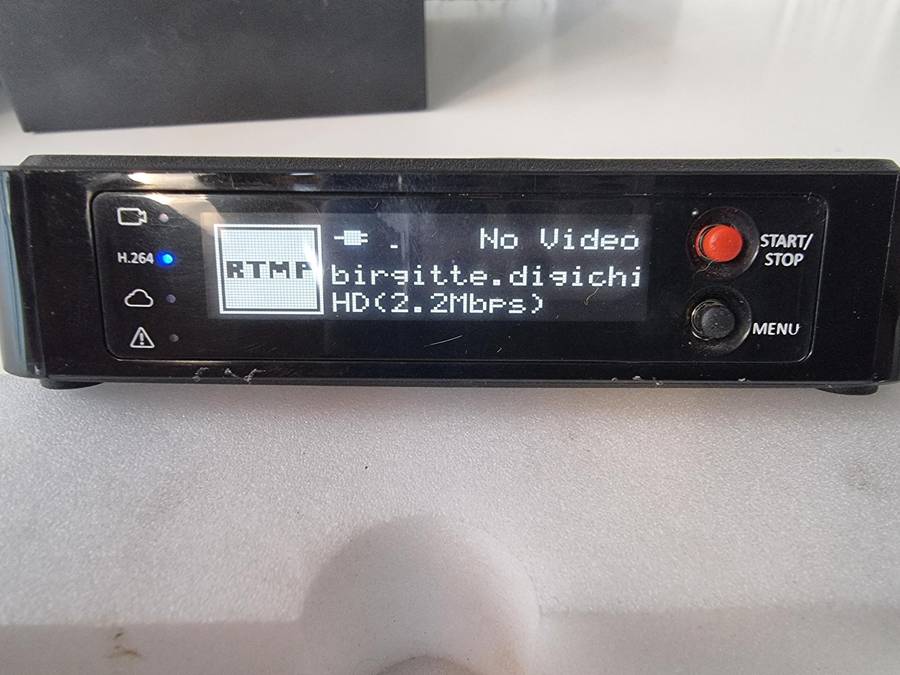 H.264
RTMP
No Video
birgitte.digichi
HD(2.2Mbps)
START/
STOP
MENU